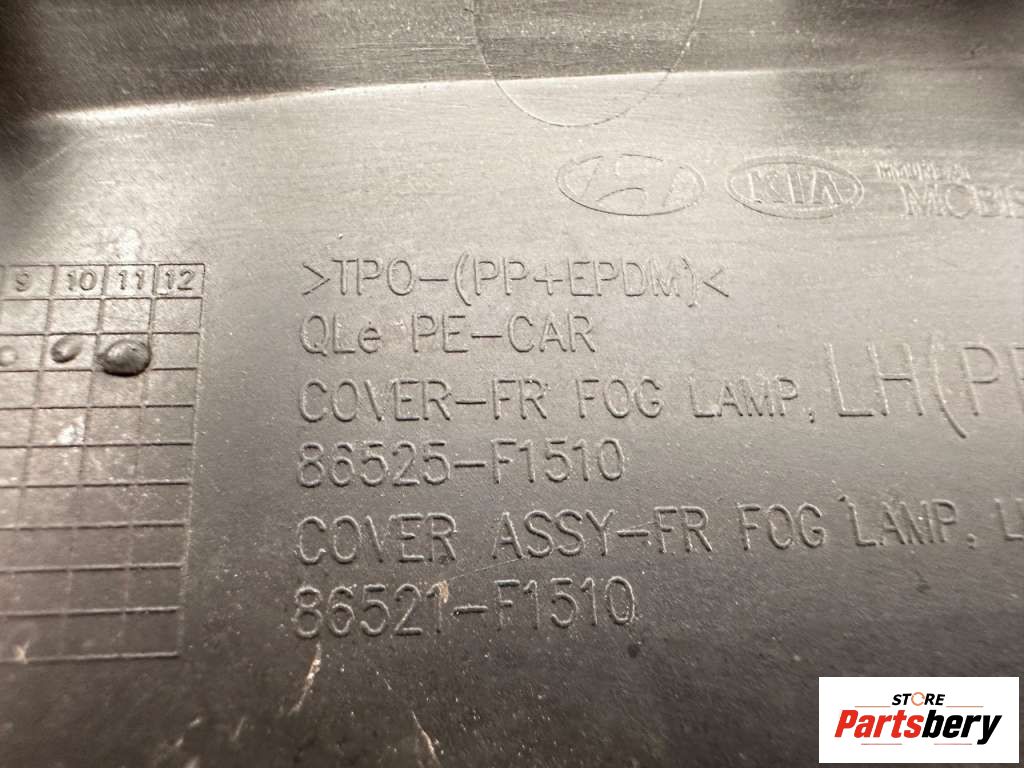 KIA
MOBIS
9 10 11 12
>TPO-(PP+EPDM)<
QLe PE-CAR
COVER-FR FOG LAMP, LH(PE
86525-F1510
COVER ASSY-FR FOG LAMP, L
86521-F1510
STORE
Partsbery